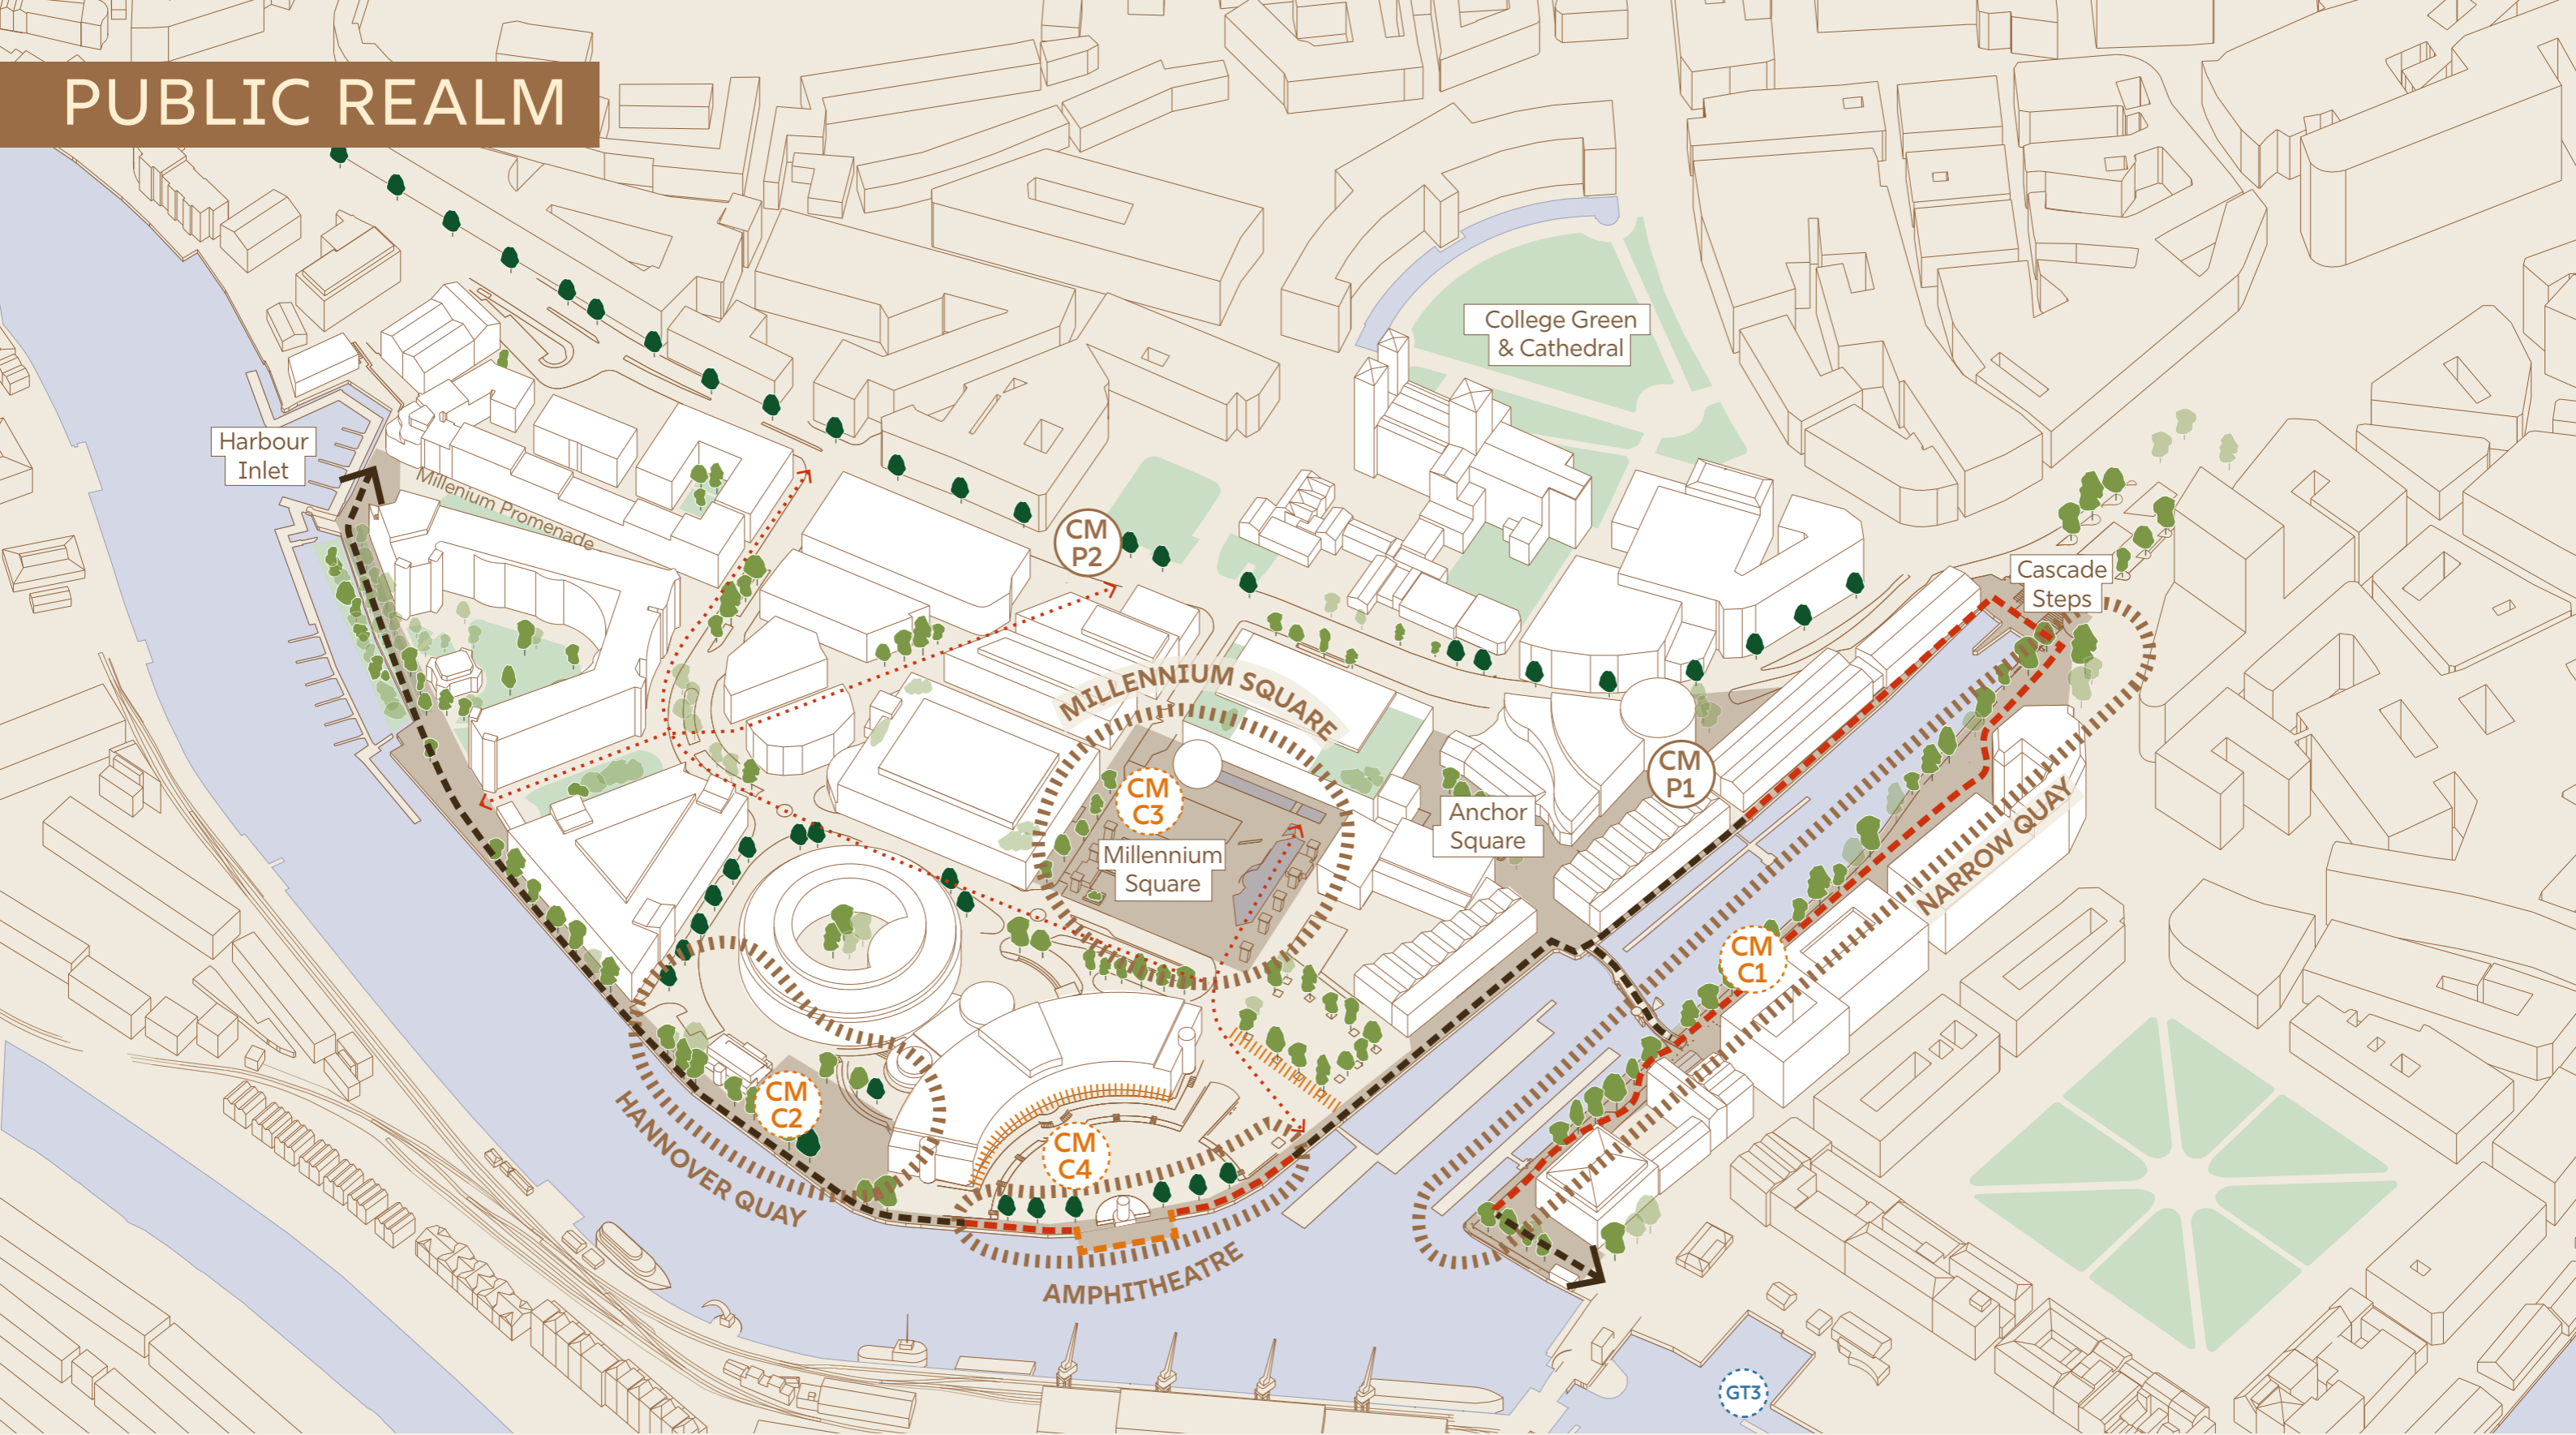 PUBLIC REALM
College Green
& Cathedral
Harbour
Inlet
Millenium Promenade
CM
P2
Cascade
Steps
MILLENNIUM SQUARE
CM
P1
CM
C3
Anchor
Square
Millennium
Square
NARROW QUAY
CM
C1
CM
C2
HANNOVER QUAY
CM
C4
AMPHITHEATRE
GT3